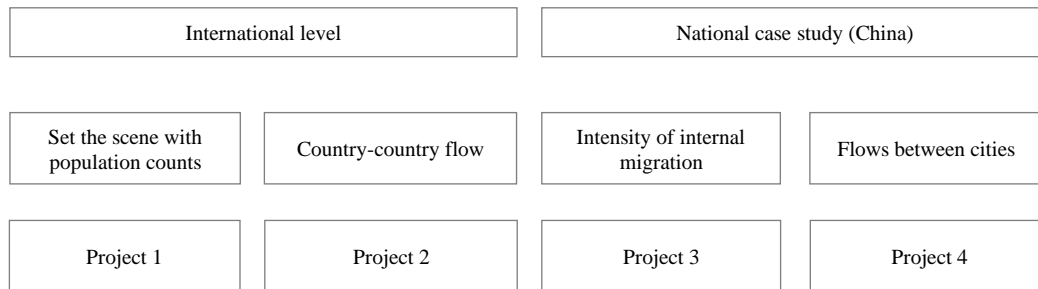 International level
National case study (China)
Set the scene with
population counts
Country-country flow
Intensity of internal
migration
Flows between cities
Project 1
Project 2
Project 3
Project 4